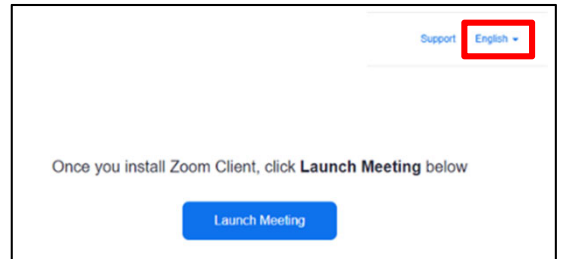 Support English
Once you install Zoom Client, click Launch Meeting below
Launch Meeting